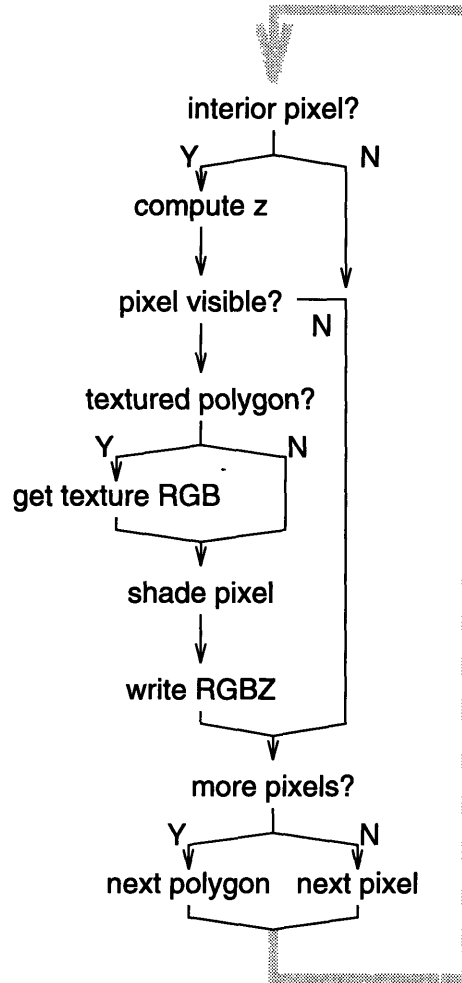 interior pixel?
Y N
compute z
pixel visible?
N
textured polygon?
Y N
get texture RGB
shade pixel
write RGBZ
more pixels?
Y N
next polygon next pixel